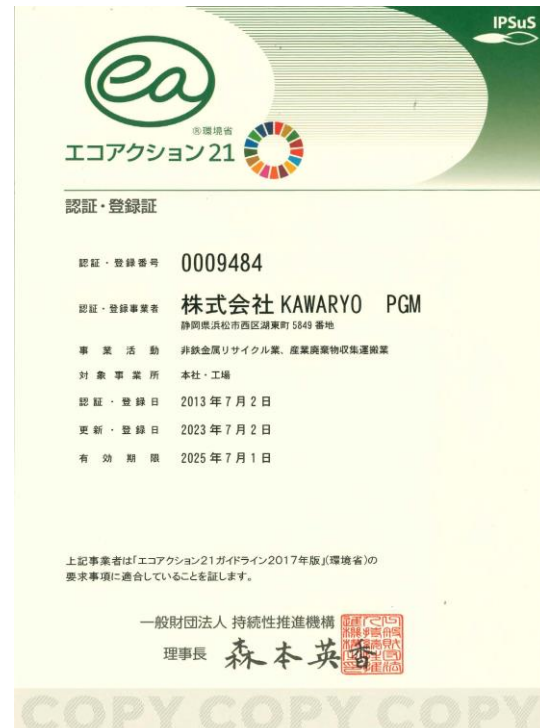 IPSuS
ea
®環境省
エコアクション21
認証・登録証
認証・登録番号 0009484
認証・登録事業者 株式会社 KAWARYO PGM
静岡県浜松市西区湖東町 5849 番地
事業活動 非鉄金属リサイクル業、産業廃棄物収集運搬業
対象事業所 本社・工場
認証・登録日 2013年7月2日
更新・登録日 2023年7月2日
有効期限 2025年7月1日
上記事業者は「エコアクション21ガイドライン2017年版」(環境省)の
要求事項に適合していることを証します。
一般財団法人 持続性推進機構
理事長 森本英香
COPY COPY COPY